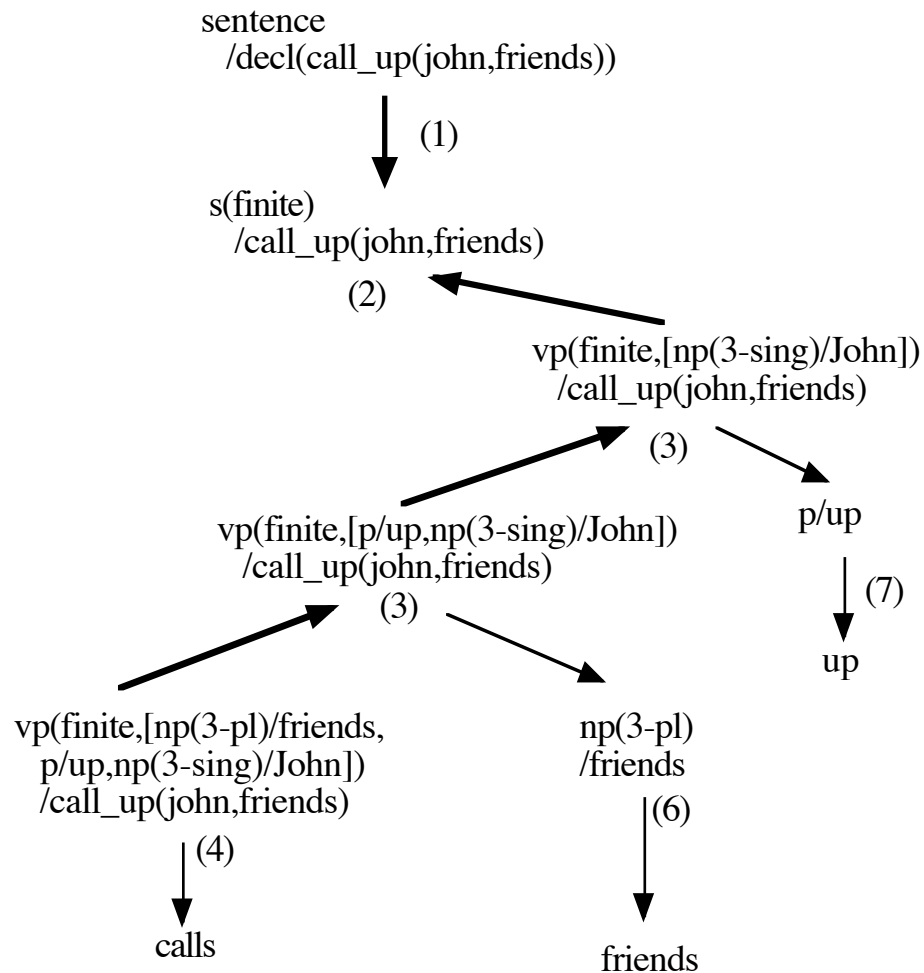 sentence
/decl(call_up(john,friends))
(1)
s(finite)
/call_up(john,friends)
(2)
vp(finite,[np(3-sing)/John])
/call_up(john,friends)
(3)
p/up
vp(finite,[p/up,np(3-sing)/John])
/call_up(john,friends)
(3)
(7)
up
vp(finite,[np(3-pl)/friends,
p/up,np(3-sing)/John])
/call_up(john,friends)
np(3-pl)
/friends
(4)
(6)
calls
friends